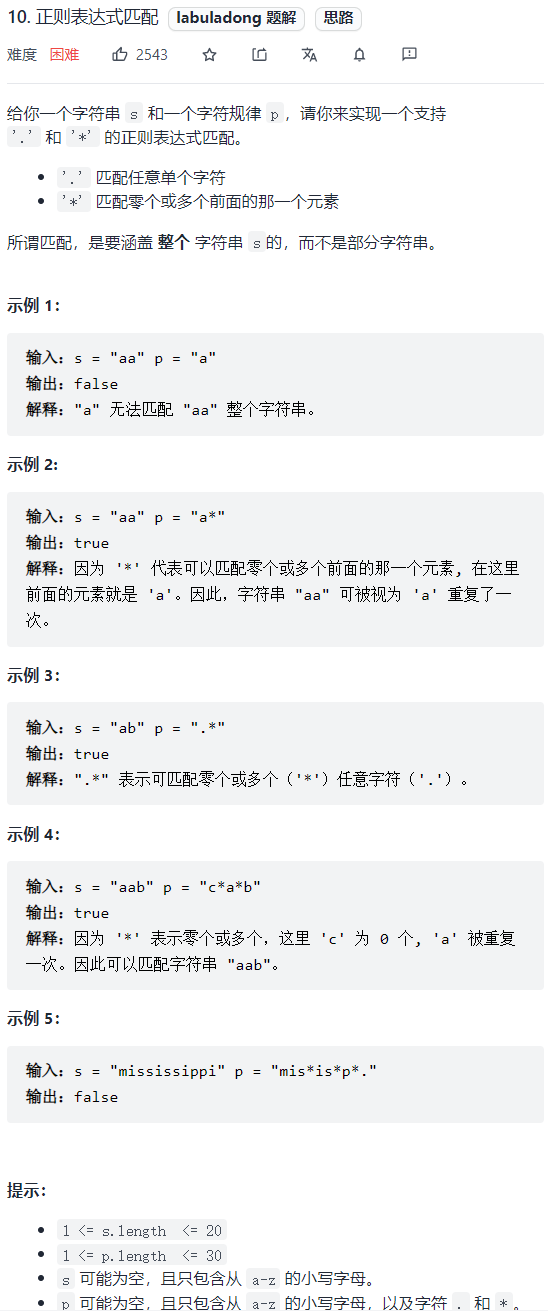 10. 正则表达式匹配 labuladong 题解 思路
难度 困难 2543
给你一个字符串 s 和一个字符规律 p，请你来实现一个支持
'.' 和 '*' 的正则表达式匹配。
• '.' 匹配任意单个字符
• '*' 匹配零个或多个前面的那一个元素
所谓匹配，是要涵盖 整个 字符串 s的，而不是部分字符串。
示例 1：
输入：s = "aa" p = "a"
输出：false
解释："a" 无法匹配 "aa" 整个字符串。
示例 2:
输入：s = "aa" p = "a*"
输出：true
解释：因为 '*' 代表可以匹配零个或多个前面的那一个元素, 在这里
前面的元素就是 'a'。因此，字符串 "aa" 可被视为 'a' 重复了一
次。
示例 3：
输入：s = "ab" p = ".*"
输出：true
解释：".*" 表示可匹配零个或多个（'*'）任意字符（'.'）。
示例 4：
输入：s = "aab" p = "c*a*b"
输出：true
解释：因为 '*' 表示零个或多个，这里 'c' 为 0 个, 'a' 被重复
一次。因此可以匹配字符串 "aab"。
示例 5：
输入：s = "mississippi" p = "mis*is*p*."
输出：false
提示：
• 1 <= s.length <= 20
• 1 <= p.length <= 30
• s 可能为空，且只包含从 a-z 的小写字母。
• p 可能为空，且只包含从 a-z 的小写字母，以及字符 . 和 *。